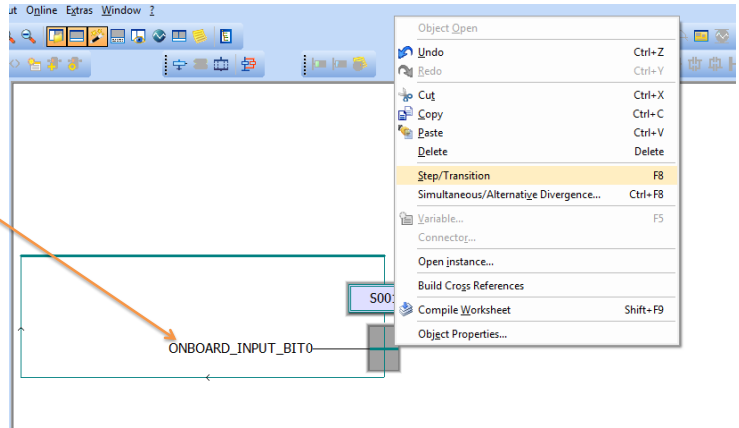 ut Online Extras Window ?
Object Open
Undo Ctrl+Z
Redo Ctrl+Y
Cut Ctrl+X
Copy Ctrl+C
Paste Ctrl+V
Delete Delete
Step/Transition F8
Simultaneous/Alternative Divergence... Ctrl+F8
Variable... F5
Connector...
Open instance...
Build Cross References
Compile Worksheet Shift+F9
Object Properties...
S001
ONBOARD_INPUT_BIT0